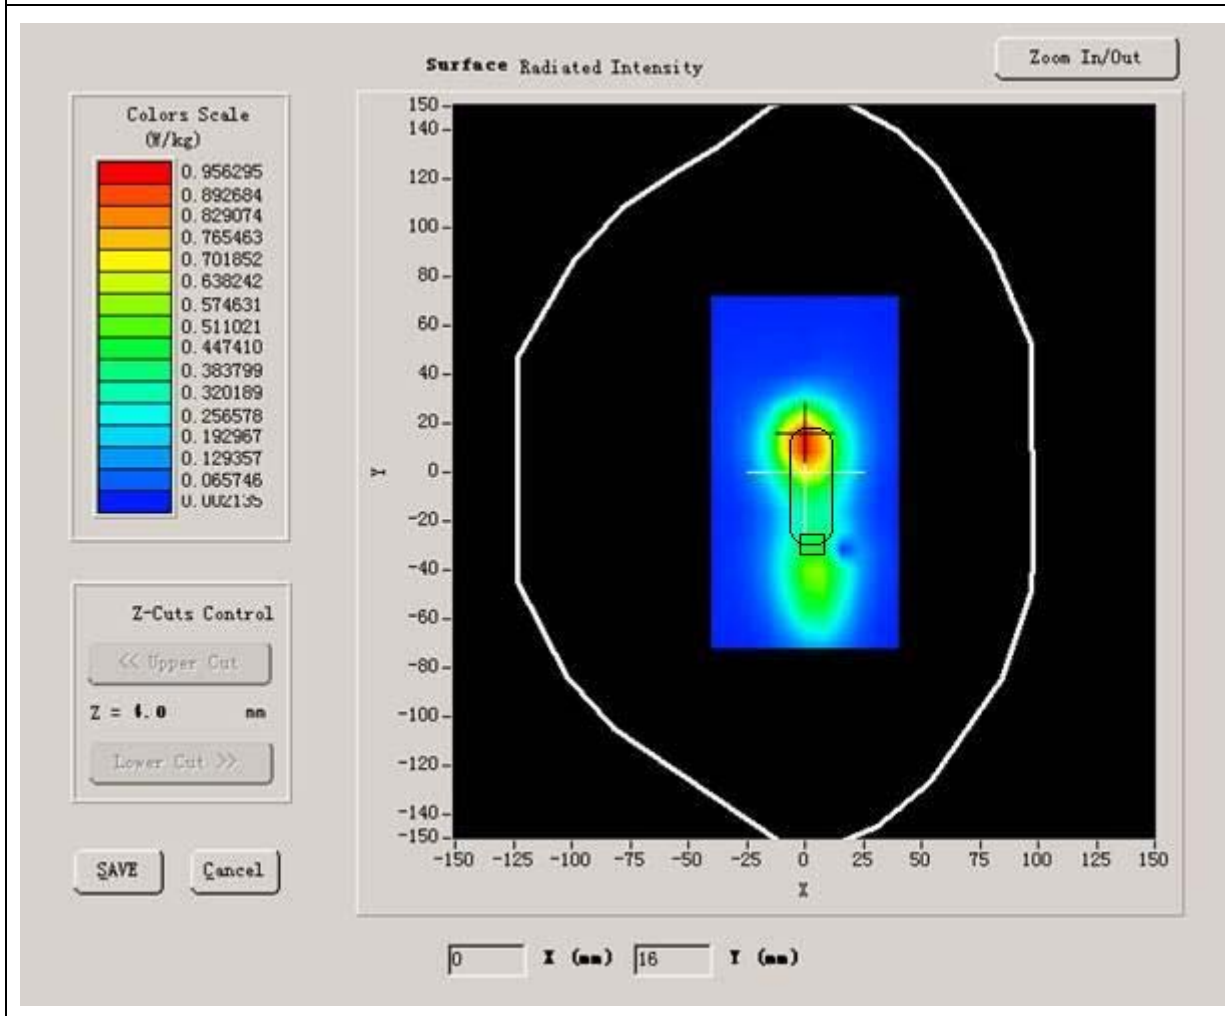 Surface Radiated Intensity
Zoom In/Out
Colors Scale
(W/kg)
0.956295
0.892684
0.829074
0.765463
0.701852
0.638242
0.574631
0.511021
0.447410
0.383799
0.320189
0.256578
0.192967
0.129357
0.065746
0.002135
Z-Cuts Control
<< Upper Cut
Z = 4.0 mm
Lower Cut >>
SAVE
Cancel
150
140
120
100
80
60
40
20
0
-20
-40
-60
-80
-100
-120
-140
-150
Y
-150 -125 -100 -75 -50 -25 0 25 50 75 100 125 150
X
0 X (mm) 16 Y (mm)